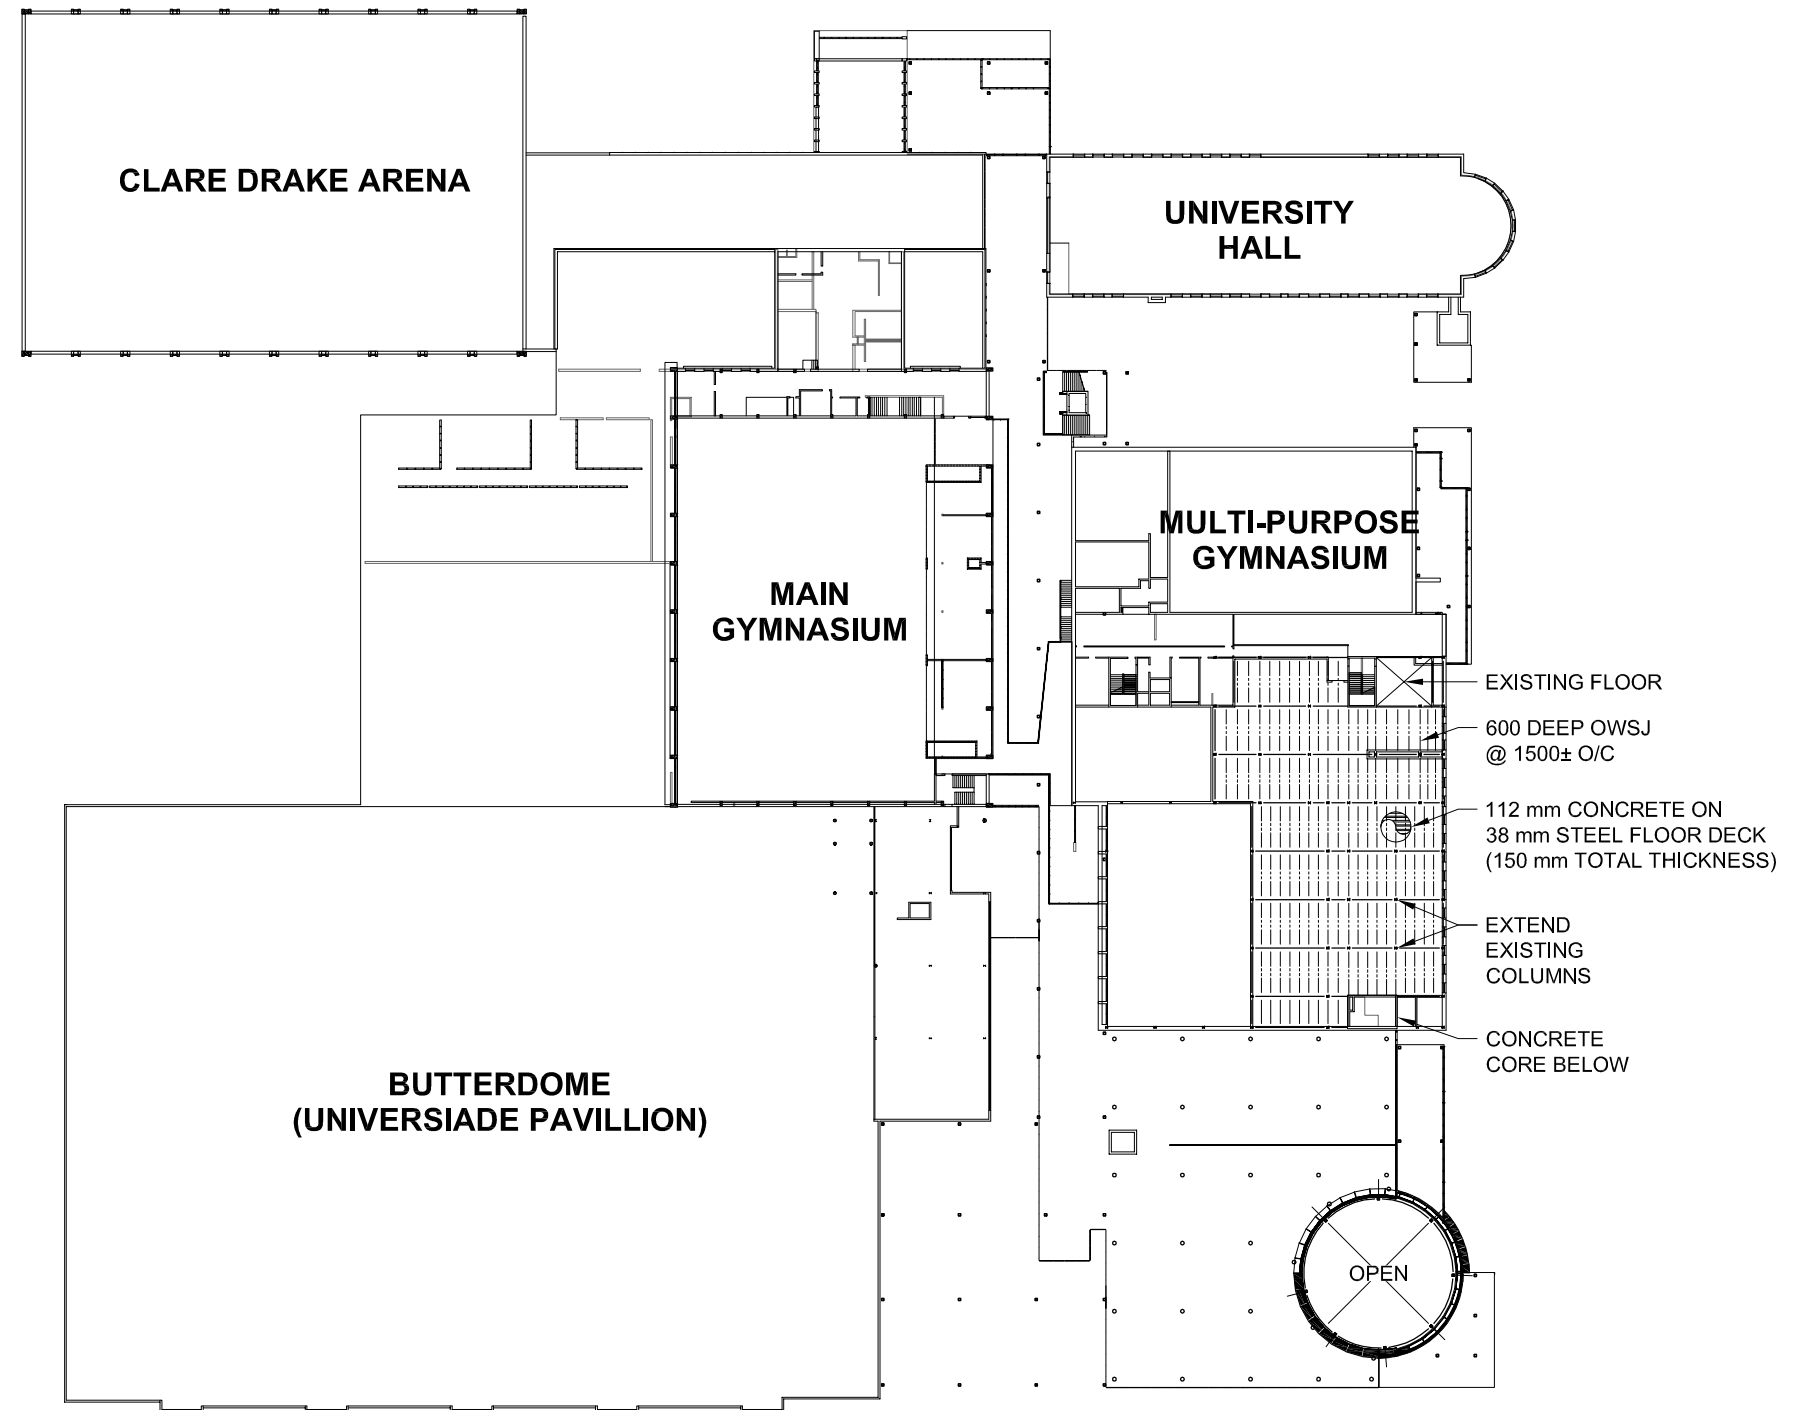 CLARE DRAKE ARENA
UNIVERSITY
HALL
MULTI-PURPOSE
GYMNASIUM
MAIN
GYMNASIUM
EXISTING FLOOR
600 DEEP OWSJ
@ 1500± O/C
112 mm CONCRETE ON
38 mm STEEL FLOOR DECK
(150 mm TOTAL THICKNESS)
EXTEND
EXISTING
COLUMNS
CONCRETE
CORE BELOW
BUTTERDOME
(UNIVERSIADE PAVILLION)
OPEN